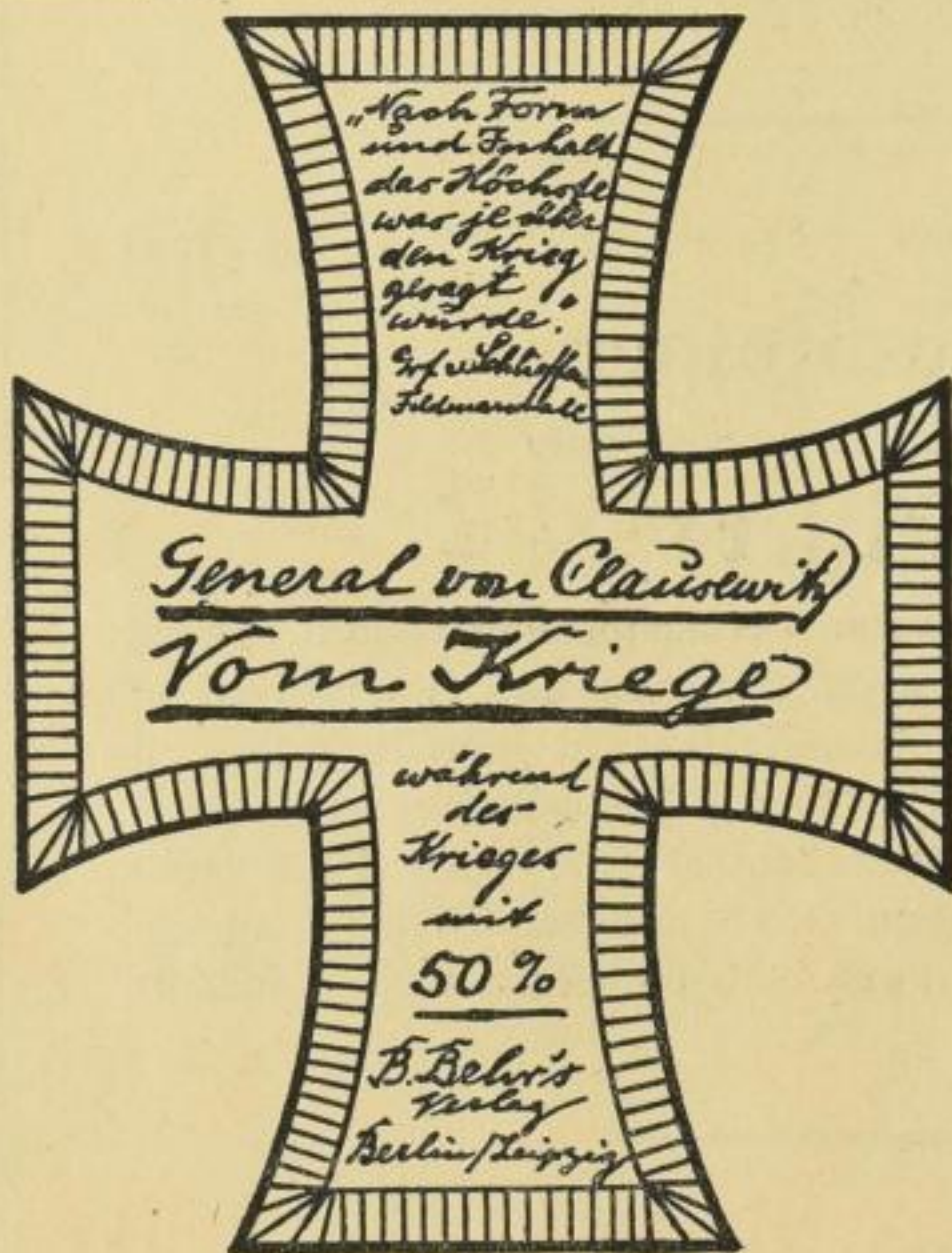 „Nach Form
und Inhalt
das Höchste
was je über
den Krieg
gesagt
wurde.“
Grf. v. Schlieffen
Feldmarschall
General von Clausewitz
Vom Kriege
während
des
Krieges
mit
50 %
B. Behr's
Verlag
Berlin/Leipzig